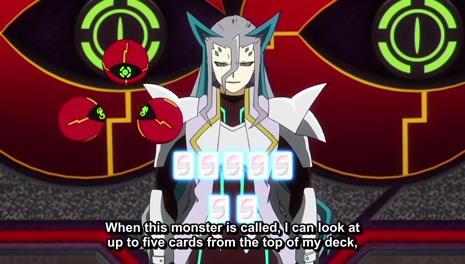 When this monster is called, I can look at
up to five cards from the top of my deck,